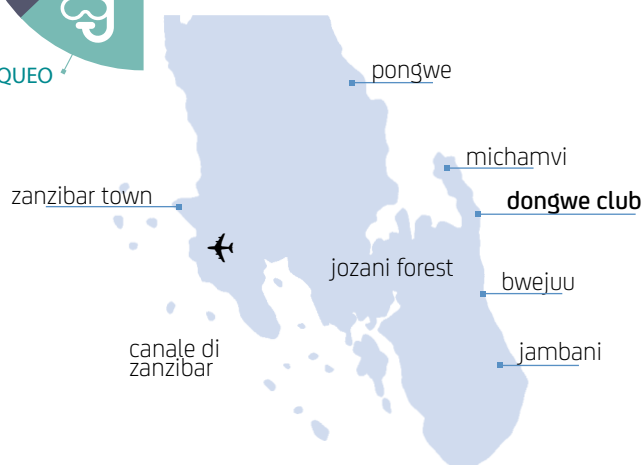 QUEO
pongwe
michamvi
zanzibar town
dongwe club
jozani forest
bwejuu
canale di
zanzibar
jambani